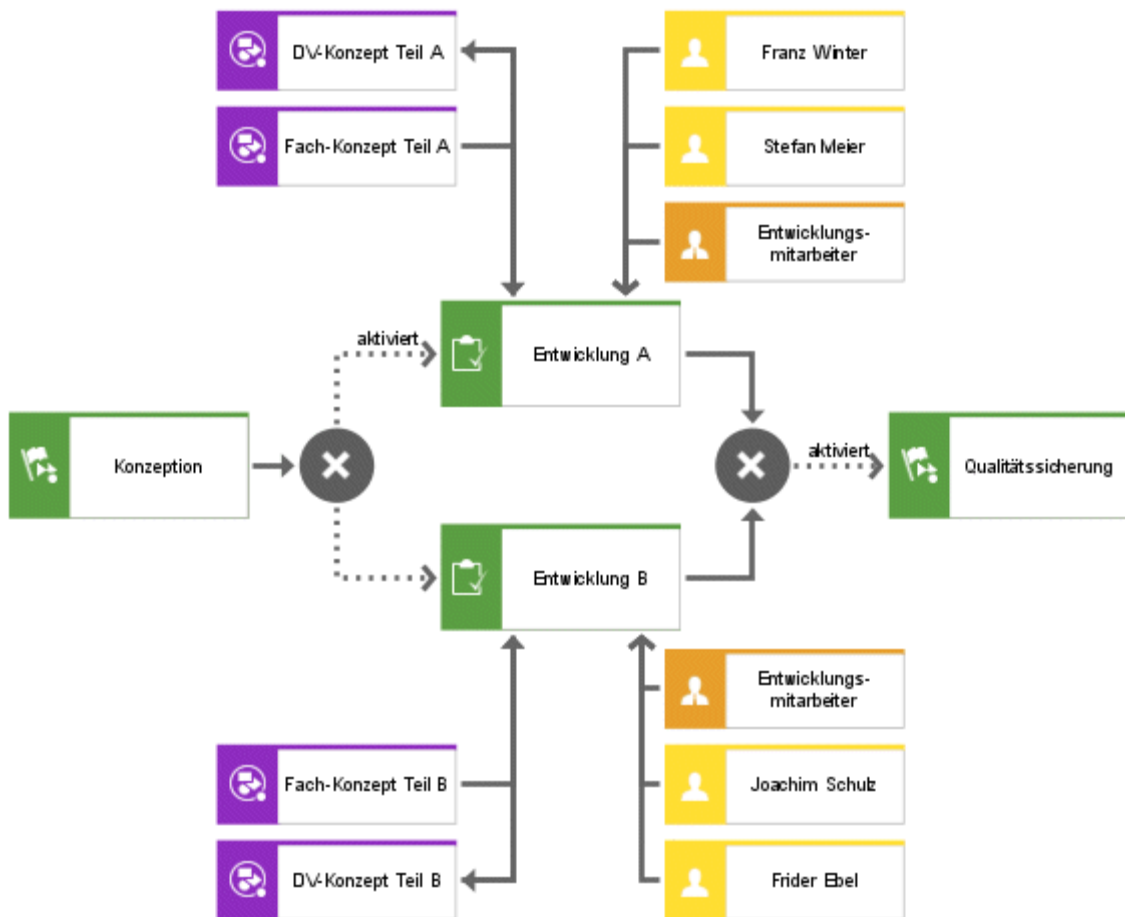 DV-Konzept Teil A
Franz Winter
Fach-Konzept Teil A
Stefan Meier
Entwicklungs-
mitarbeiter
aktiviert
Entwicklung A
Konzeption
aktiviert
Qualitätssicherung
Entwicklung B
Entwicklungs-
mitarbeiter
Fach-Konzept Teil B
Joachim Schulz
DV-Konzept Teil B
Frider Ebel